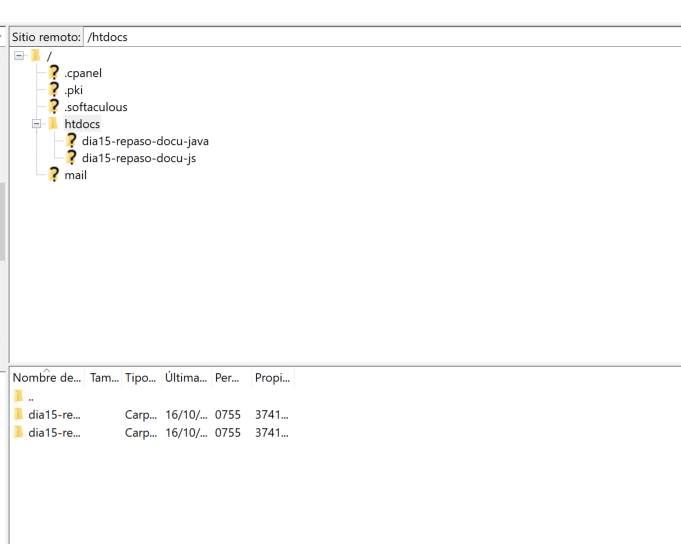 Sitio remoto: /htdocs
/
.cpanel
.pki
.softaculous
htdocs
dia15-repaso-docu-java
dia15-repaso-docu-js
mail
Nombre de... Tam... Tipo... Última... Per... Propi...
..
dia15-re... Carp... 16/10/... 0755 3741...
dia15-re... Carp... 16/10/... 0755 3741...